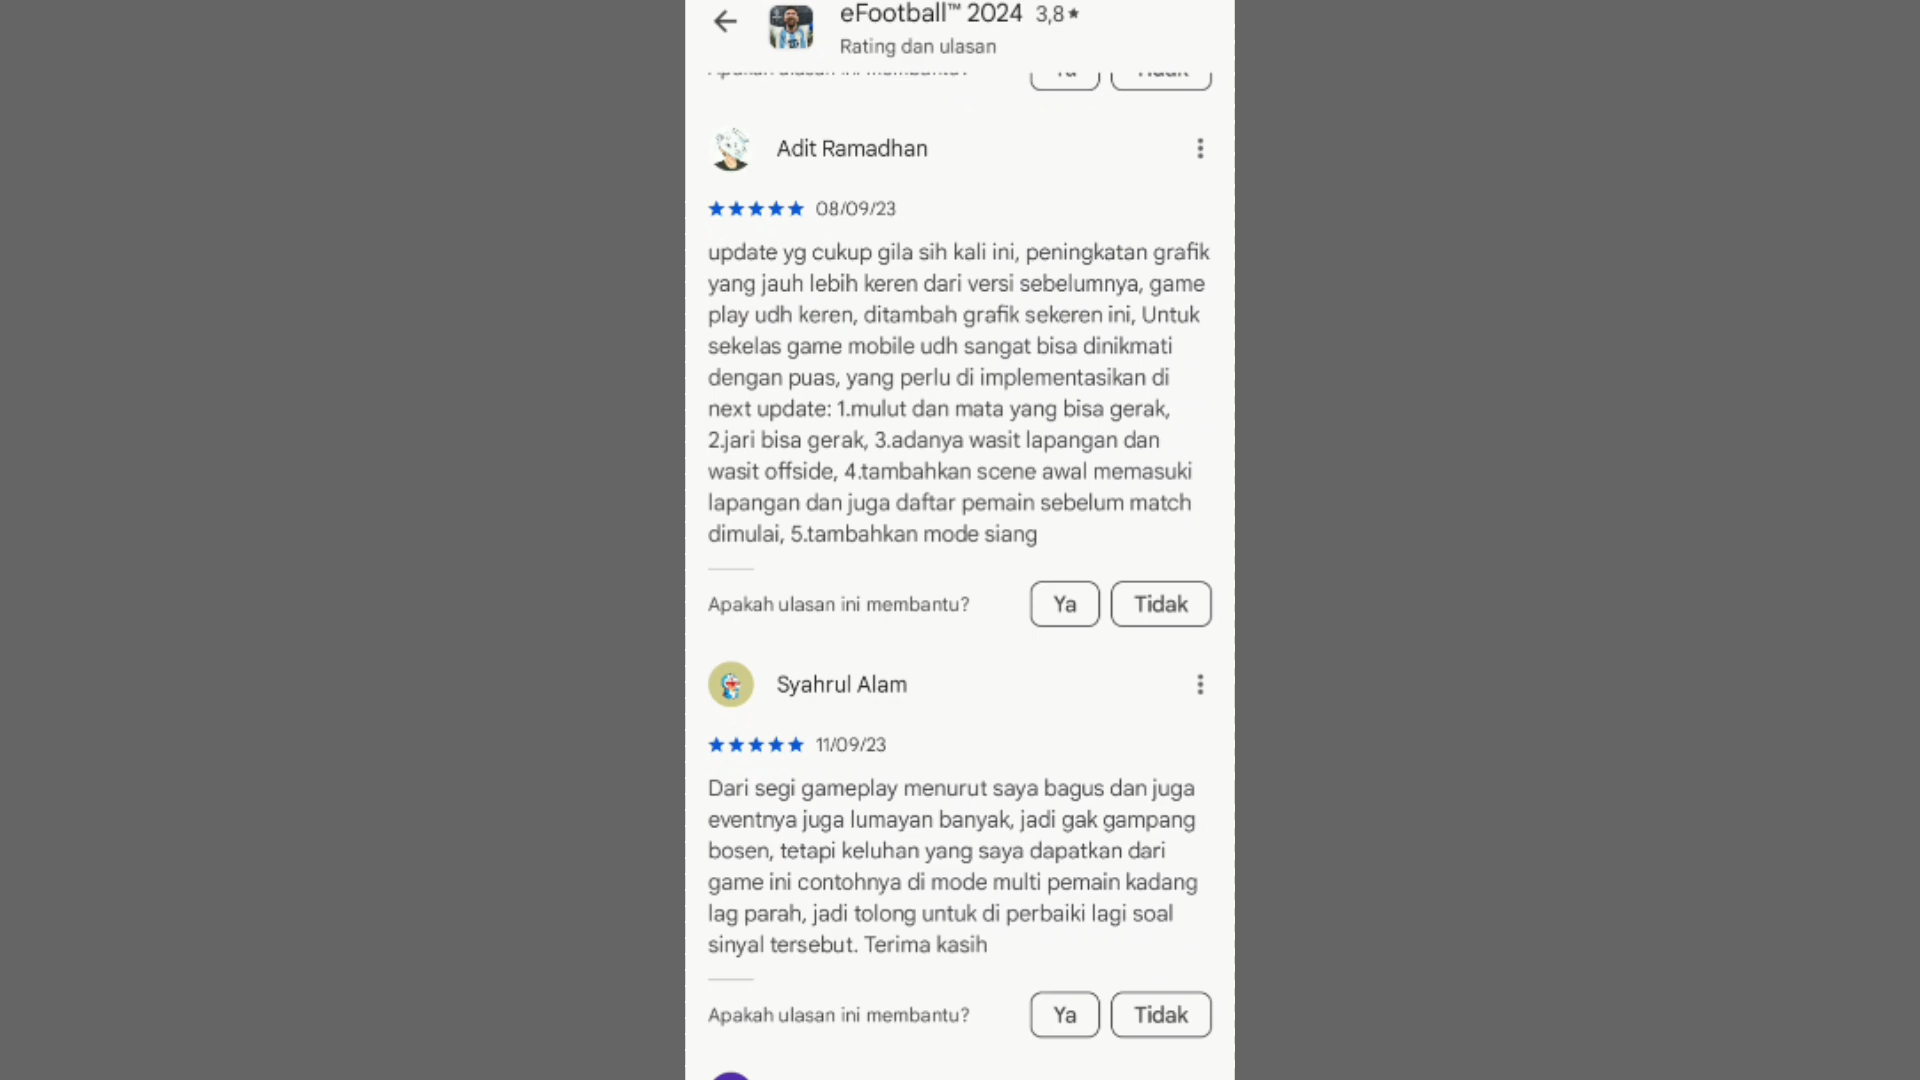 eFootball™ 2024 3,8★
Rating dan ulasan
Apakah ulasan ini membantu? Ya Tidak
Adit Ramadhan
08/09/23
update yg cukup gila sih kali ini, peningkatan grafik
yang jauh lebih keren dari versi sebelumnya, game
play udh keren, ditambah grafik sekeren ini, Untuk
sekelas game mobile udh sangat bisa dinikmati
dengan puas, yang perlu di implementasikan di
next update: 1.mulut dan mata yang bisa gerak,
2.jari bisa gerak, 3.adanya wasit lapangan dan
wasit offside, 4.tambahkan scene awal memasuki
lapangan dan juga daftar pemain sebelum match
dimulai, 5.tambahkan mode siang
Apakah ulasan ini membantu? Ya Tidak
Syahrul Alam
11/09/23
Dari segi gameplay menurut saya bagus dan juga
eventnya juga lumayan banyak, jadi gak gampang
bosen, tetapi keluhan yang saya dapatkan dari
game ini contohnya di mode multi pemain kadang
lag parah, jadi tolong untuk di perbaiki lagi soal
sinyal tersebut. Terima kasih
Apakah ulasan ini membantu? Ya Tidak